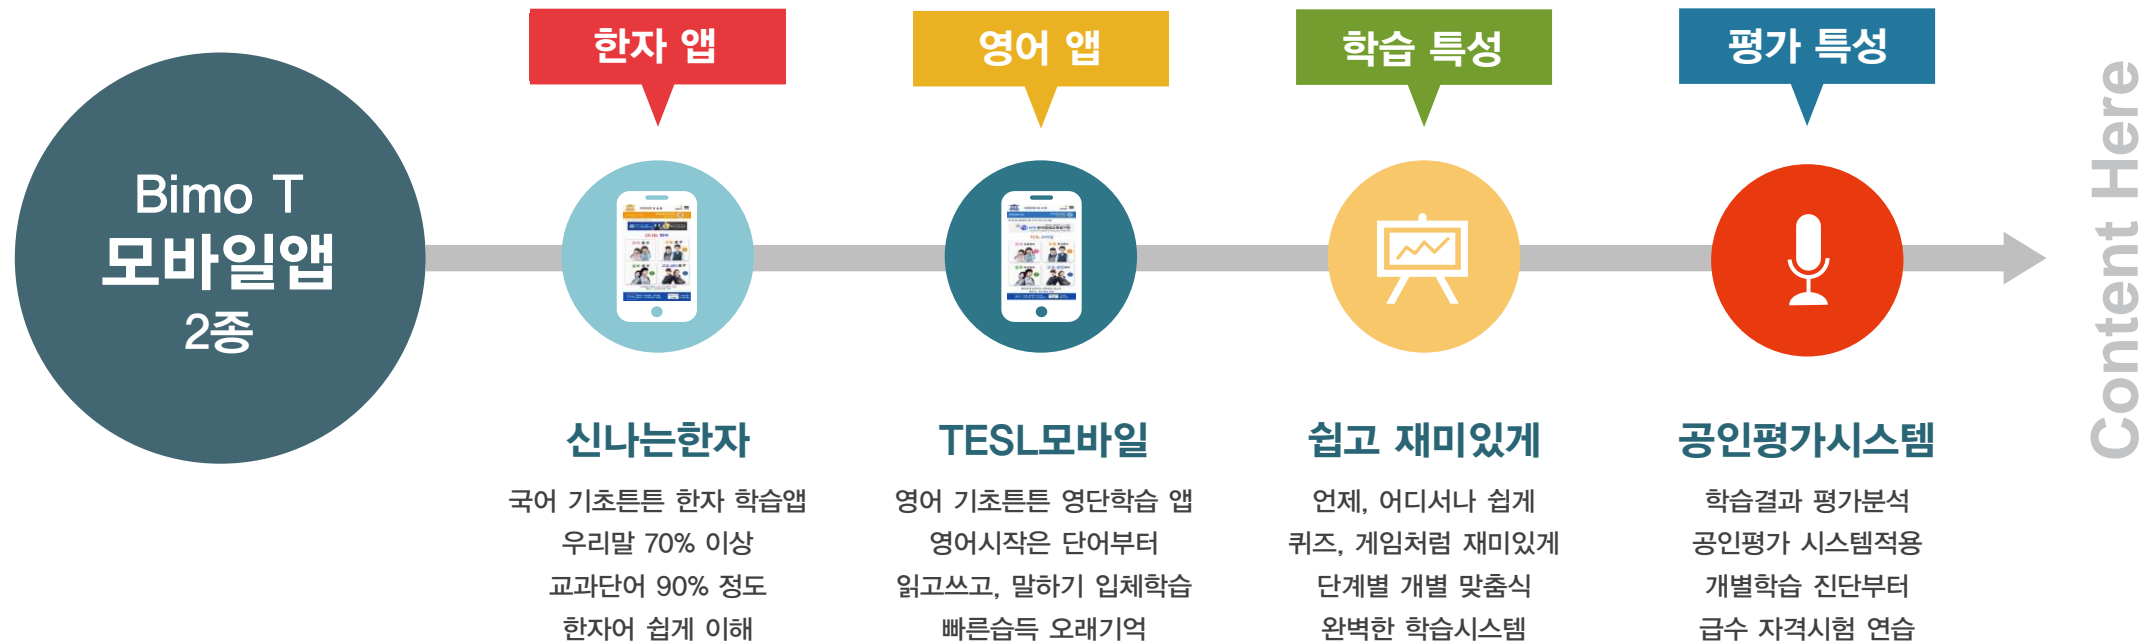 Bimo T
모바일앱
2종
한자 앱
신나는한자
국어 기초튼튼 한자 학습앱
우리말 70% 이상
교과단어 90% 정도
한자어 쉽게 이해
영어 앱
TESL모바일
영어 기초튼튼 영단학습 앱
영어시작은 단어부터
읽고쓰고, 말하기 입체학습
빠른습득 오래기억
학습 특성
쉽고 재미있게
언제, 어디서나 쉽게
퀴즈, 게임처럼 재미있게
단계별 개별 맞춤식
완벽한 학습시스템
평가 특성
공인평가시스템
학습결과 평가분석
공인평가 시스템적용
개별학습 진단부터
급수 자격시험 연습
Content Here